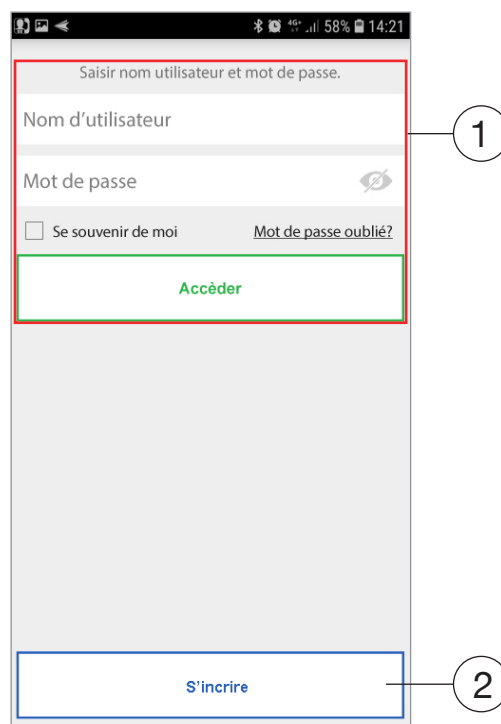 4G+ 58% 14:21
Saisir nom utilisateur et mot de passe.
Nom d'utilisateur
1
Mot de passe
Se souvenir de moi Mot de passe oublié?
Accèder
S'incrire
2